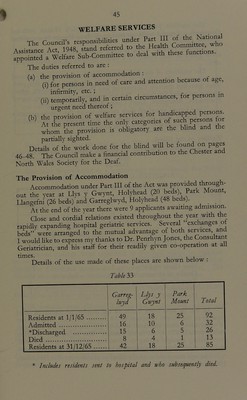 45
WELFARE SERVICES
The Council's responsibilities under Part III of the National
Assistance Act, 1948, stand referred to the Health Committee, who
appointed a Welfare Sub-Committee to deal with these functions.
The duties referred to are :
(a) the provision of accommodation :
(i) for persons in need of care and attention because of age,
infirmity, etc. ;
(ii) temporarily, and in certain circumstances, for persons in
urgent need thereof ;
(b) the provision of welfare services for handicapped persons.
At the present time the only categories of such persons for
whom the provision is obligatory are the blind and the
partially sighted.
Details of the work done for the blind will be found on pages
46-48. The Council make a financial contribution to the Chester and
North Wales Society for the Deaf.
The Provision of Accommodation
Accommodation under Part III of the Act was provided through-
out the year at Llys y Gwynt, Holyhead (20 beds), Park Mount,
Llangefni (26 beds) and Garreglwyd, Holyhead (48 beds).
At the end of the year there were 9 applicants awaiting admission.
Close and cordial relations existed throughout the year with the
rapidly expanding hospital geriatric services. Several "exchanges of
beds" were arranged to the mutual advantage of both services, and
I would like to express my thanks to Dr. Penhryn Jones, the Consultant
Geriatrician, and his staff for their readily given co-operation at all
times.
Details of the use made of these places are shown below :
Table 33
Garreg-lwyd Llys y Gwynt Park Mount Total
Residents at 1/1/65 ........ 49 18 25 92
Admitted ........ 16 10 6 32
*Discharged ........ 15 6 5 26
Died ........ 8 4 1 13
Residents at 31/12/65 ........ 42 18 25 85
* Includes residents sent to hospital and who subsequently died.